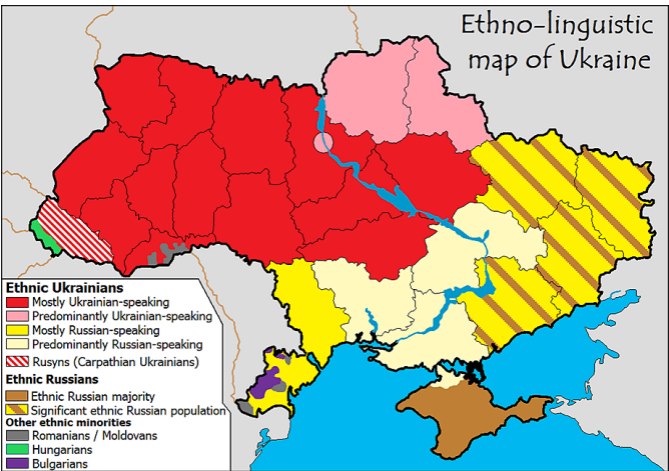 Ethno-linguistic
map of Ukraine
Ethnic Ukrainians
Mostly Ukrainian-speaking
Predominantly Ukrainian-speaking
Mostly Russian-speaking
Predominantly Russian-speaking
Rusyns (Carpathian Ukrainians)
Ethnic Russians
Ethnic Russian majority
Significant ethnic Russian population
Other ethnic minorities
Romanians / Moldovans
Hungarians
Bulgarians